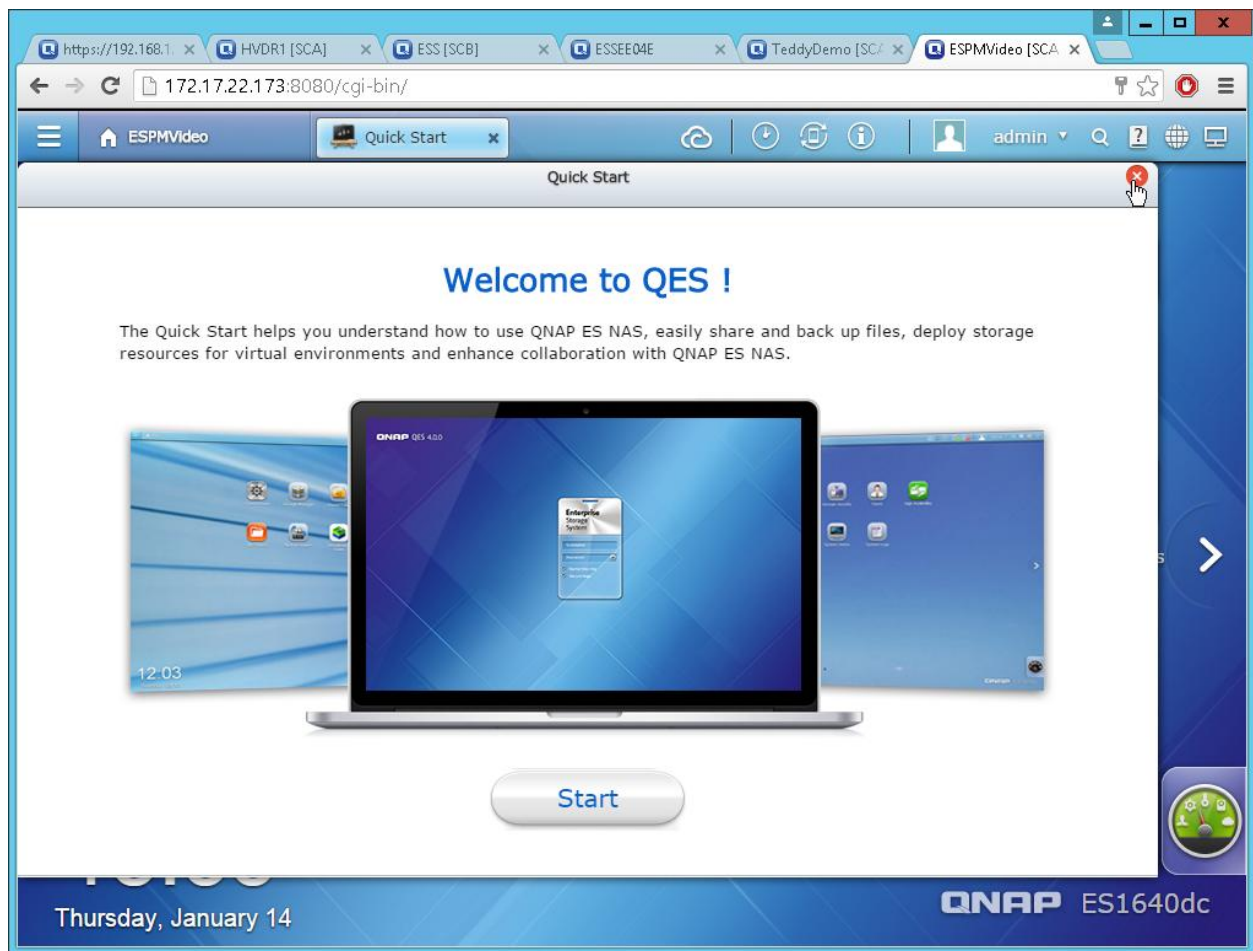 https://192.168.1.
HVDR1 [SCA]
ESS [SCB]
ESSEE04E
TeddyDemo [SCA
ESPMVideo [SCA
172.17.22.173:8080/cgi-bin/
ESPMVideo
Quick Start
admin
Quick Start
Welcome to QES !
The Quick Start helps you understand how to use QNAP ES NAS, easily share and back up files, deploy storage
resources for virtual environments and enhance collaboration with QNAP ES NAS.
QNAP QES 4.0.0
Enterprise
Storage
System
12:03
s
Start
Thursday, January 14
QNAP ES1640dc